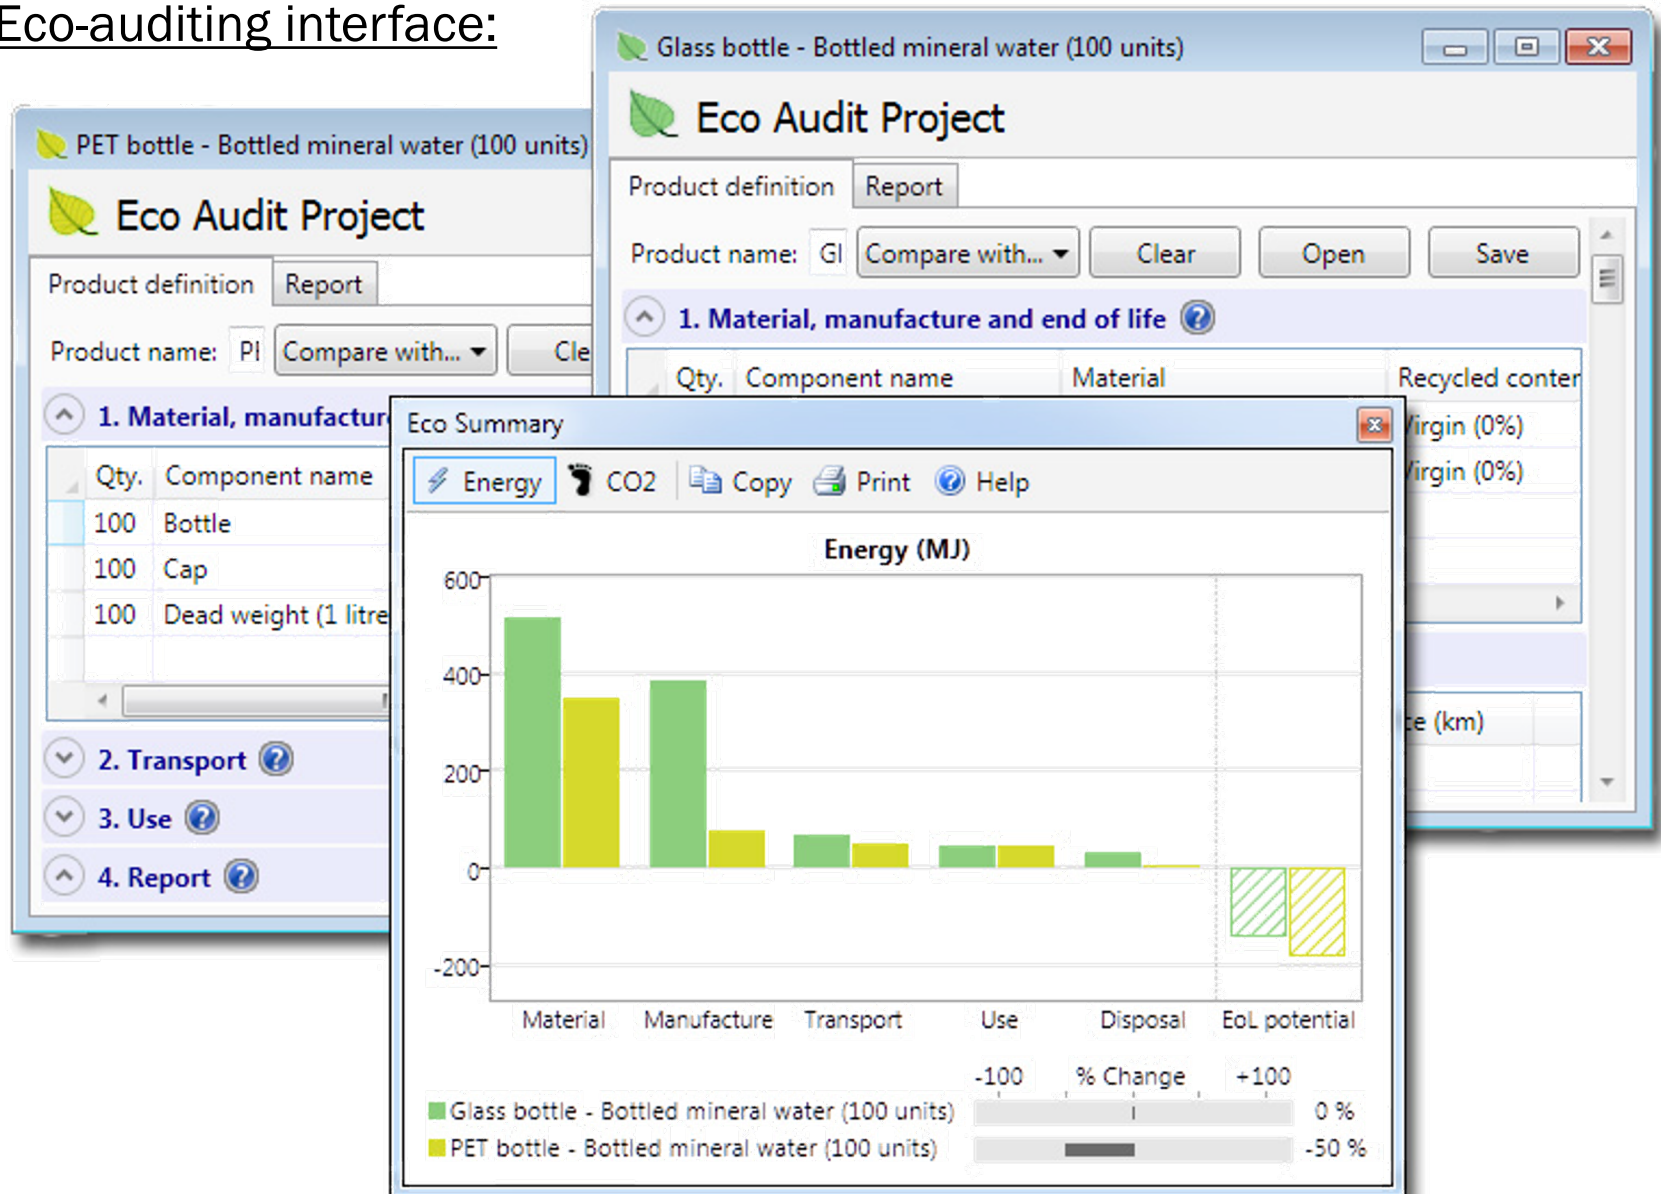 Eco-auditing interface:
Glass bottle - Bottled mineral water (100 units)
Eco Audit Project
Product definition Report
Product name: Gl Compare with... Clear Open Save
1. Material, manufacture and end of life
Qty. Component name Material Recycled conten
Virgin (0%)
Virgin (0%)
ce (km)
PET bottle - Bottled mineral water (100 units)
Eco Audit Project
Product definition Report
Product name: PI Compare with... Cle
1. Material, manufactur
Qty. Component name
100 Bottle
100 Cap
100 Dead weight (1 litre
2. Transport
3. Use
4. Report
Eco Summary
Energy CO2 Copy Print Help
Energy (MJ)
600
400
200
0
-200
Material Manufacture Transport Use Disposal EoL potential
-100 % Change +100
Glass bottle - Bottled mineral water (100 units) 0 %
PET bottle - Bottled mineral water (100 units) -50 %